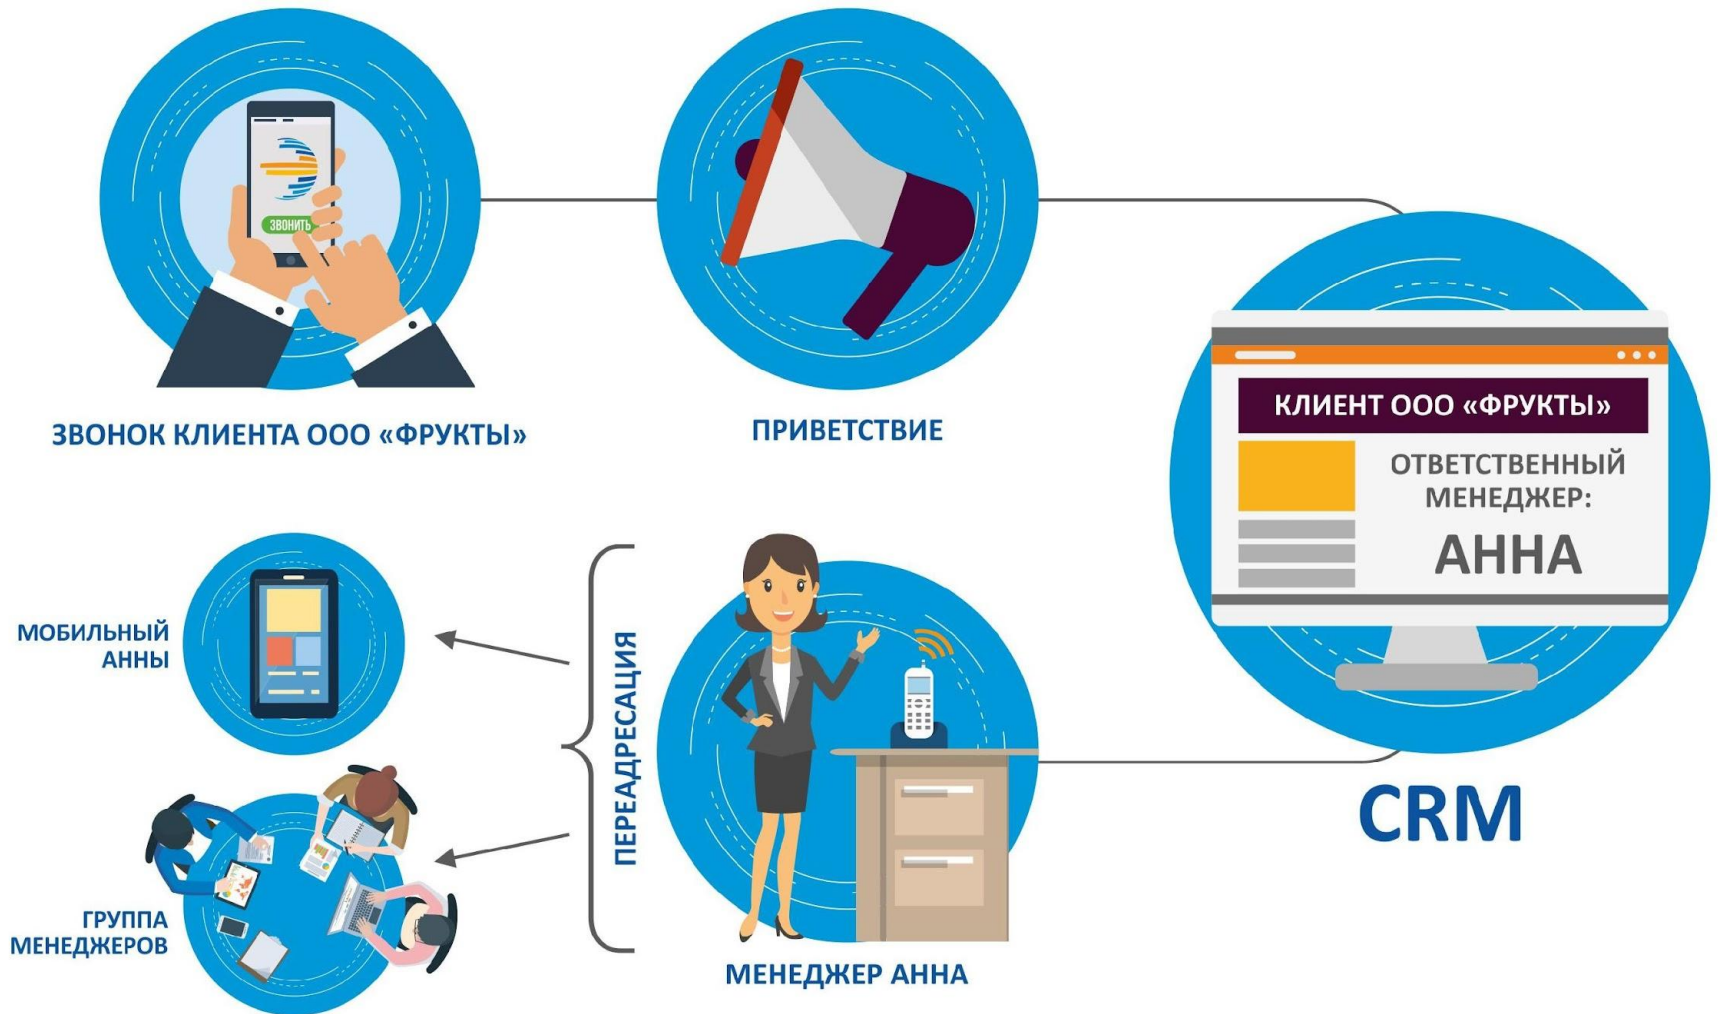 ЗВОНИТЬ
ЗВОНОК КЛИЕНТА ООО «ФРУКТЫ»
ПРИВЕТСТВИЕ
КЛИЕНТ ООО «ФРУКТЫ»
ОТВЕТСТВЕННЫЙ
МЕНЕДЖЕР:
АННА
CRM
МЕНЕДЖЕР АННА
ПЕРЕАДРЕСАЦИЯ
МОБИЛЬНЫЙ
АННЫ
ГРУППА
МЕНЕДЖЕРОВ